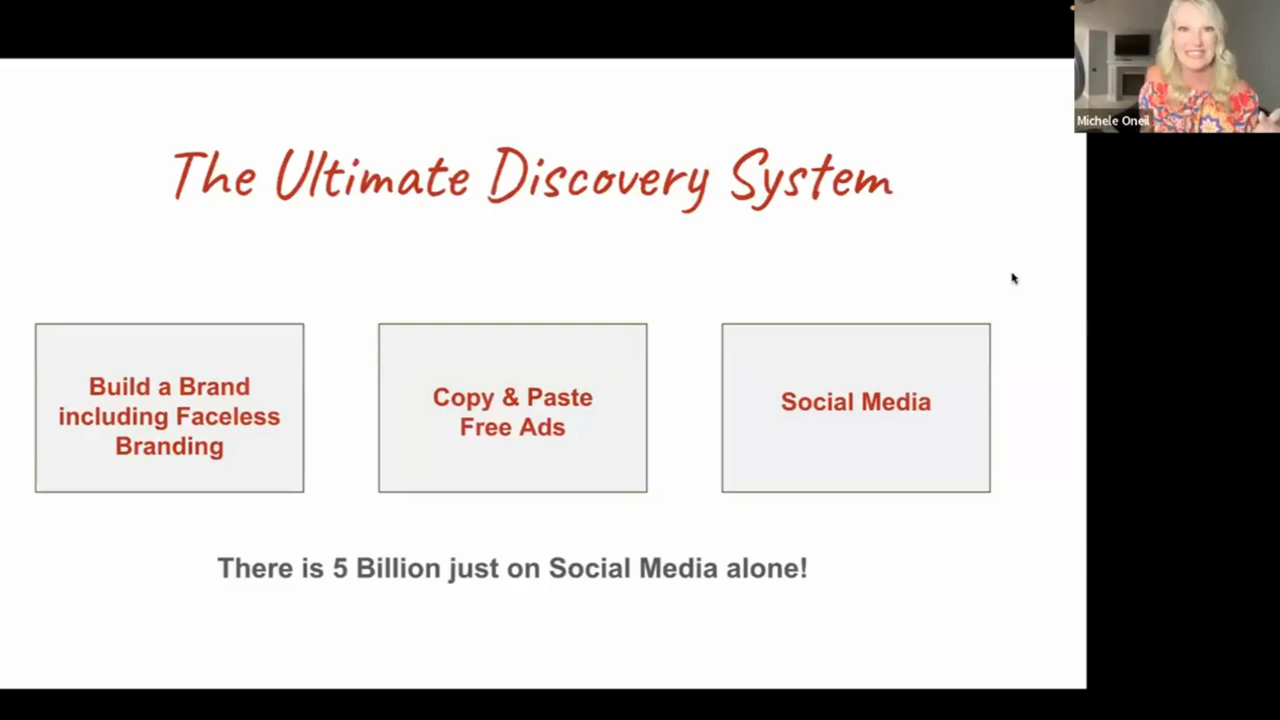 Michele Oneil
The Ultimate Discovery System
Build a Brand
including Faceless
Branding
Copy & Paste
Free Ads
Social Media
There is 5 Billion just on Social Media alone!